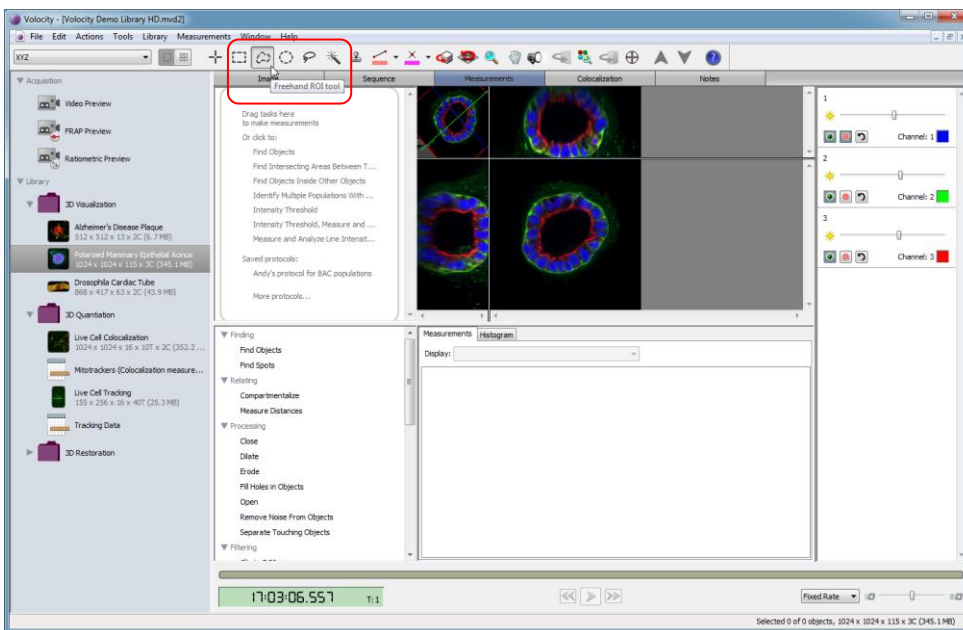 Volocity - [Volocity Demo Library HD.mvd2]
File Edit Actions Tools Library Measurements Window Help
XYZ
Image Sequence Measurements Colocalization Notes
Freehand ROI tool
Acquisition
Video Preview
FRAP Preview
Ratiometric Preview
Library
3D Visualization
Alzheimer's Disease Plaque
512 x 512 x 13 x 2C (6.7 MB)
Polarized Mammary Epithelial Acinus
1024 x 1024 x 115 x 3C (345.1 MB)
Drosophila Cardiac Tube
868 x 417 x 63 x 2C (43.9 MB)
3D Quantiation
Live Cell Colocalization
1024 x 1024 x 16 x 10T x 2C (352.2 ...
Mitotrackers (Colocalization measure...
Live Cell Tracking
155 x 256 x 16 x 40T (25.3 MB)
Tracking Data
3D Restoration
Drag tasks here
to make measurements
Or click to:
Find Objects
Find Intersecting Areas Between T...
Find Objects Inside Other Objects
Identify Multiple Populations With ...
Intensity Threshold
Intensity Threshold, Measure and ...
Measure and Analyze Line Intensit...
Saved protocols:
Andy's protocol for BAC populations
More protocols...
1
Channel: 1
2
Channel: 2
3
Channel: 3
Finding
Find Objects
Find Spots
Relating
Compartmentalize
Measure Distances
Processing
Close
Dilate
Erode
Fill Holes in Objects
Open
Remove Noise From Objects
Separate Touching Objects
Filtering
Measurements Histogram
Display:
17:03:06.557 T: 1
Fixed Rate
Selected 0 of 0 objects, 1024 x 1024 x 115 x 3C (345.1 MB)